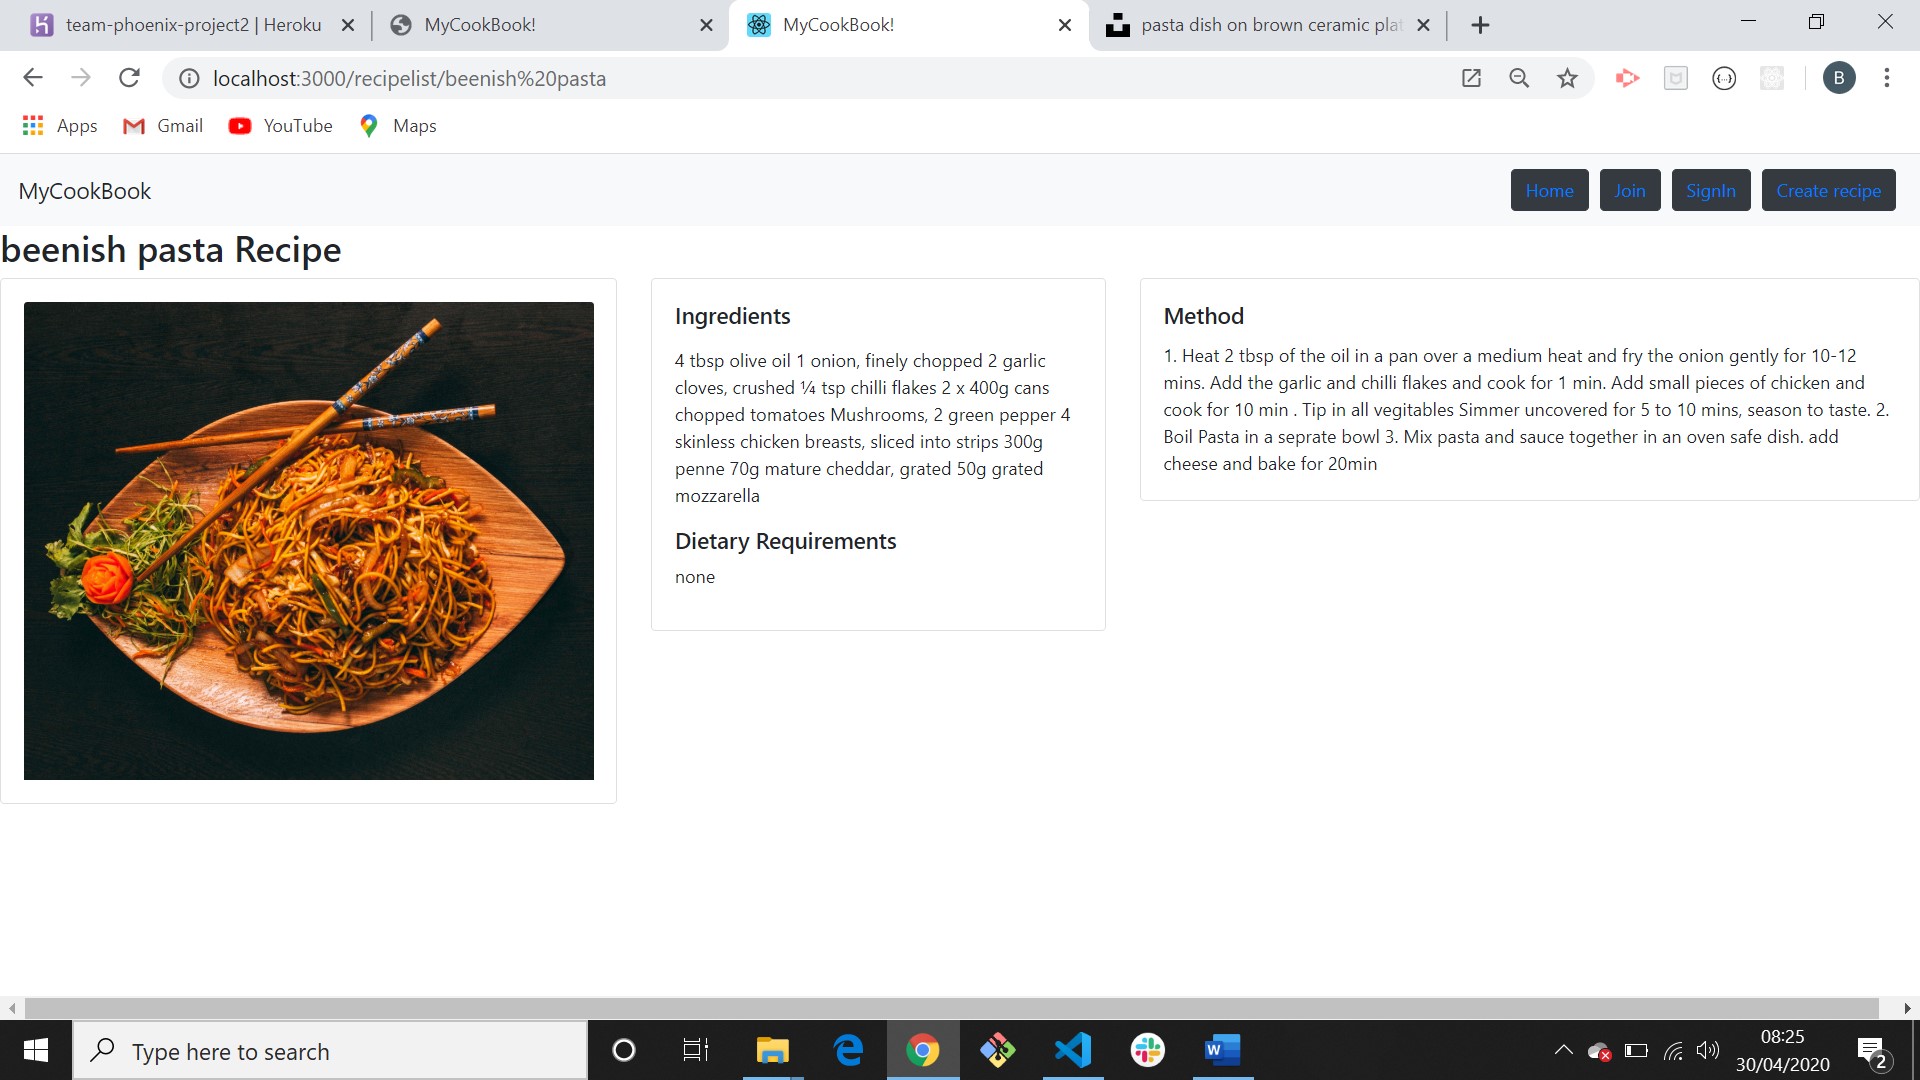 team-phoenix-project2 | Heroku
MyCookBook!
MyCookBook!
pasta dish on brown ceramic plat
localhost:3000/recipelist/beenish%20pasta
B
Apps
Gmail
YouTube
Maps
MyCookBook
Home
Join
SignIn
Create recipe
beenish pasta Recipe
Ingredients
4 tbsp olive oil 1 onion, finely chopped 2 garlic
cloves, crushed ¼ tsp chilli flakes 2 x 400g cans
chopped tomatoes Mushrooms, 2 green pepper 4
skinless chicken breasts, sliced into strips 300g
penne 70g mature cheddar, grated 50g grated
mozzarella
Dietary Requirements
none
Method
1. Heat 2 tbsp of the oil in a pan over a medium heat and fry the onion gently for 10-12
mins. Add the garlic and chilli flakes and cook for 1 min. Add small pieces of chicken and
cook for 10 min . Tip in all vegitables Simmer uncovered for 5 to 10 mins, season to taste. 2.
Boil Pasta in a seprate bowl 3. Mix pasta and sauce together in an oven safe dish. add
cheese and bake for 20min
Type here to search
W
08:25
30/04/2020
2